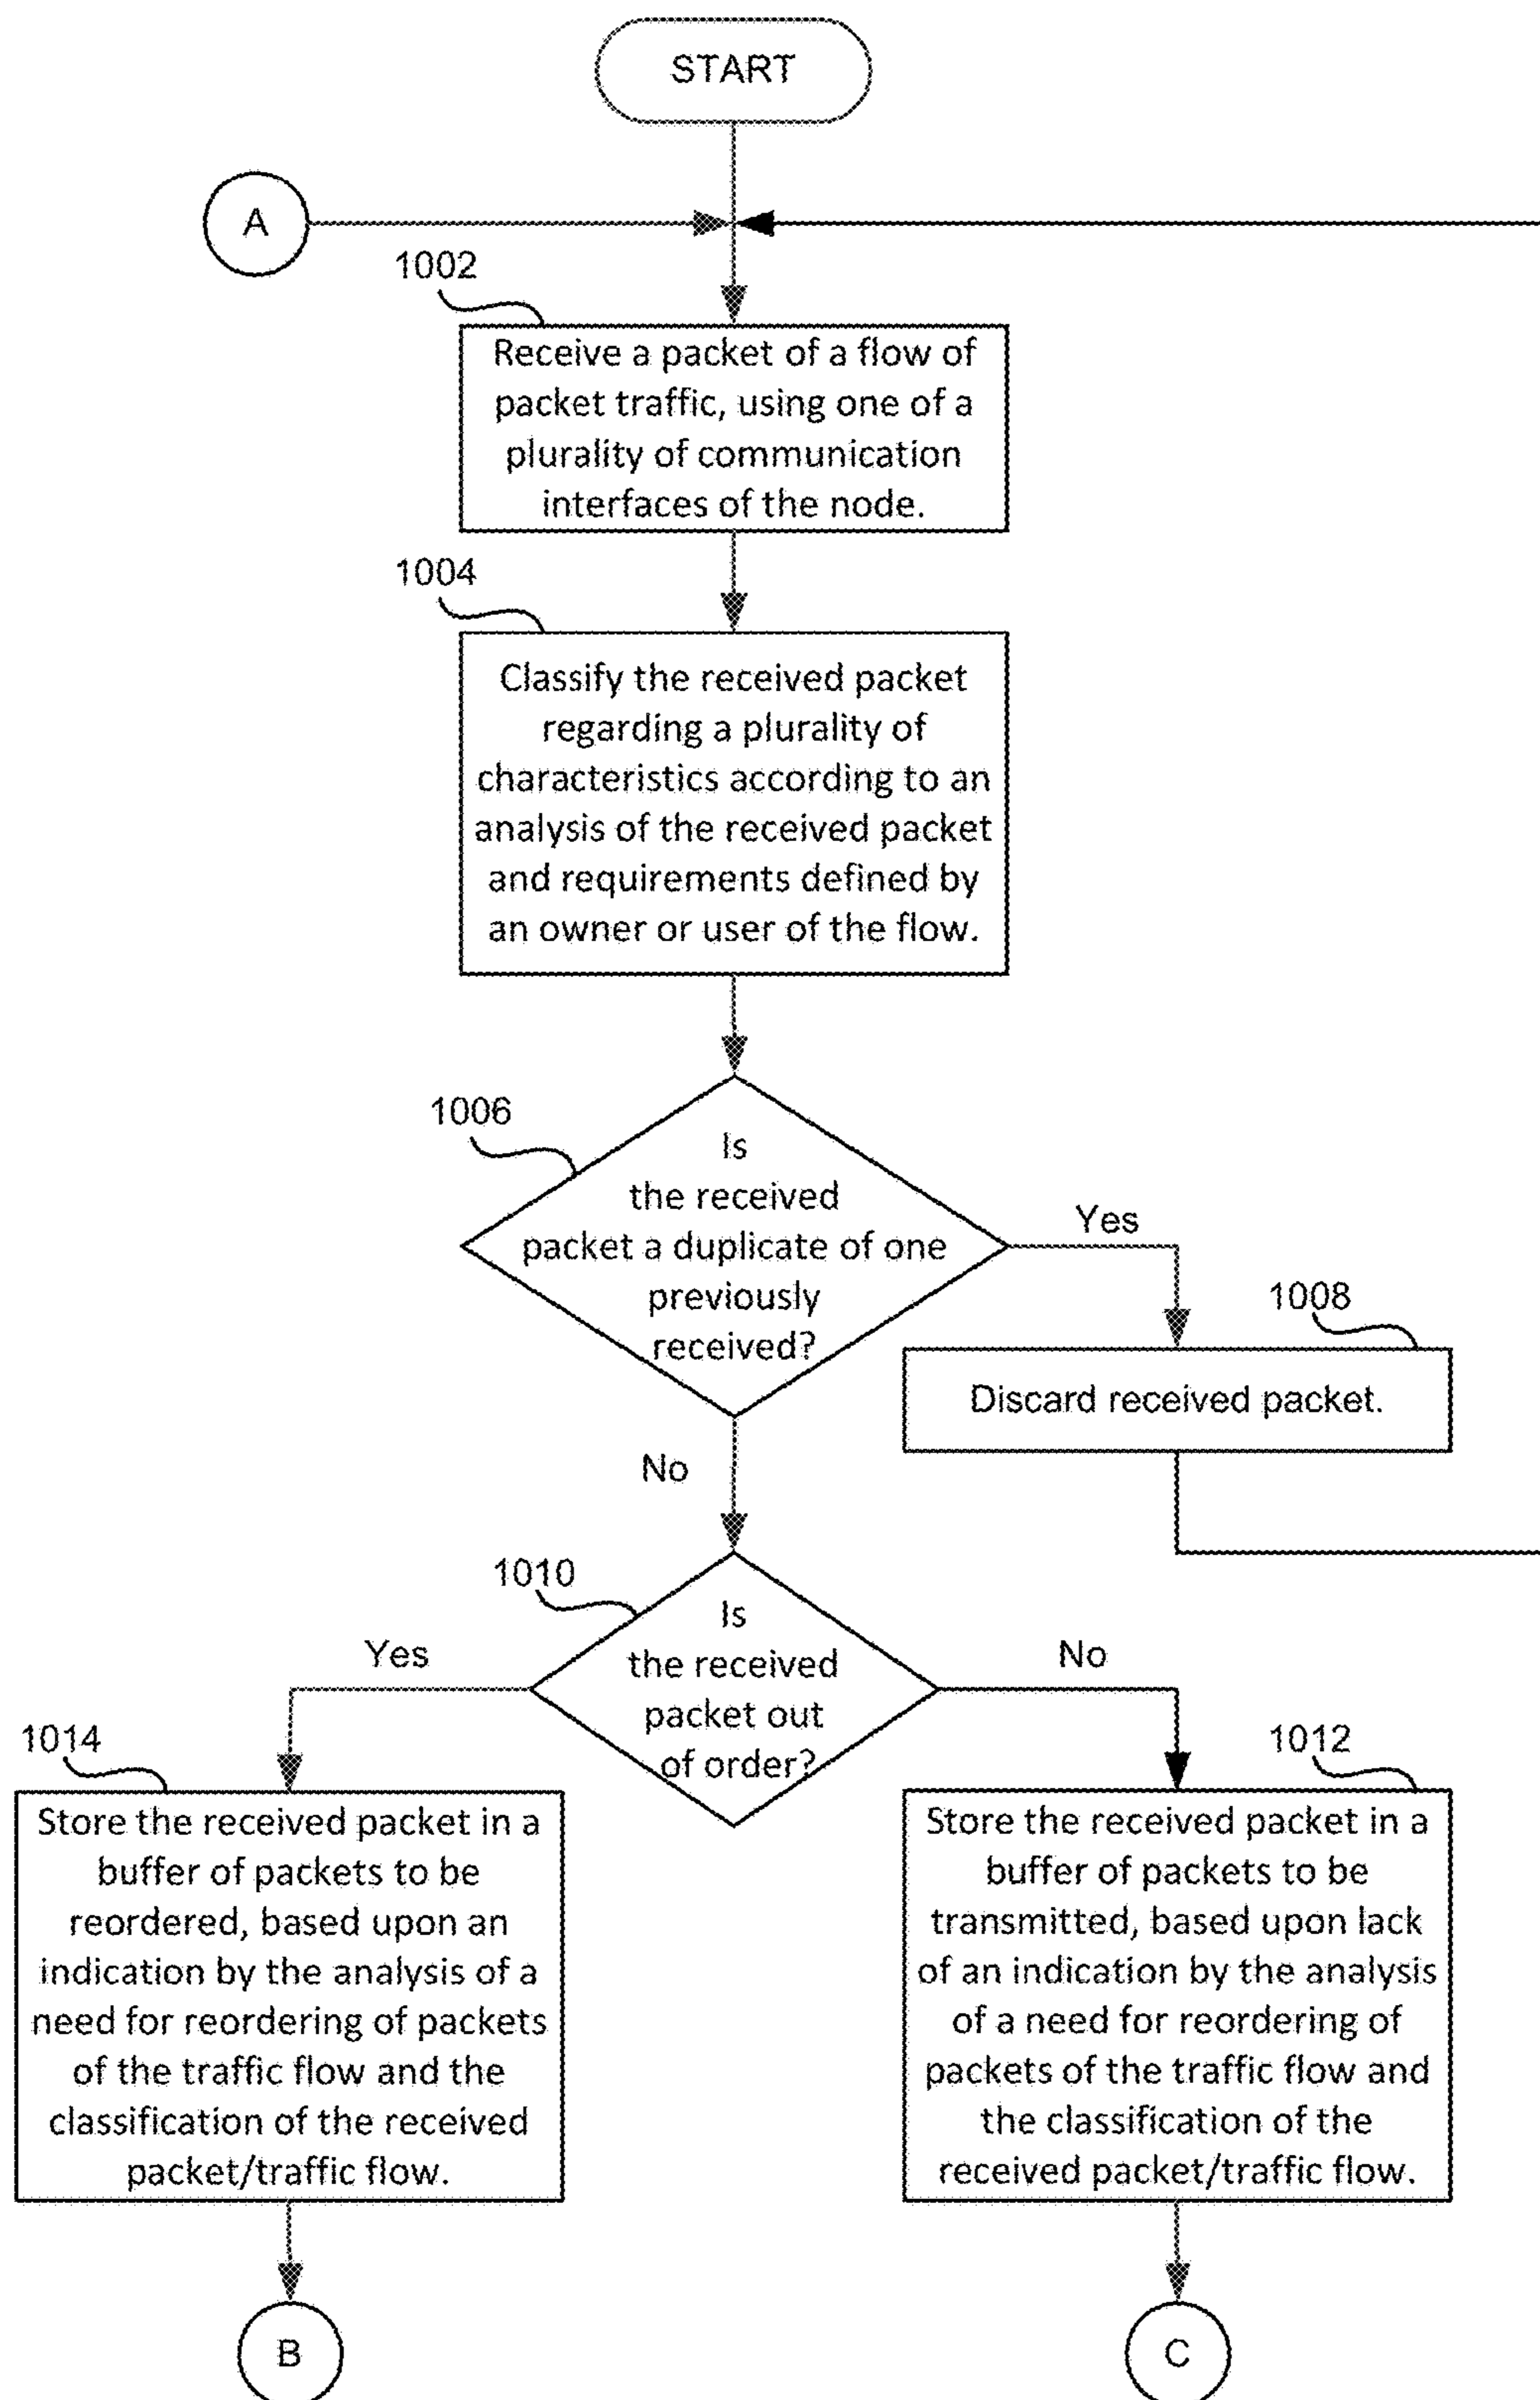 START
A
1002
Receive a packet of a flow of
packet traffic, using one of a
plurality of communication
interfaces of the node.
1004
Classify the received packet
regarding a plurality of
characteristics according to an
analysis of the received packet
and requirements defined by
an owner or user of the flow.
1006
Is
the received
packet a duplicate of one
previously
received?
Yes
1008
Discard received packet.
No
1010
Is
the received
packet out
of order?
Yes
No
1014
Store the received packet in a
buffer of packets to be
reordered, based upon an
indication by the analysis of a
need for reordering of packets
of the traffic flow and the
classification of the received
packet/traffic flow.
1012
Store the received packet in a
buffer of packets to be
transmitted, based upon lack
of an indication by the analysis
of a need for reordering of
packets of the traffic flow and
the classification of the
received packet/traffic flow.
B
C